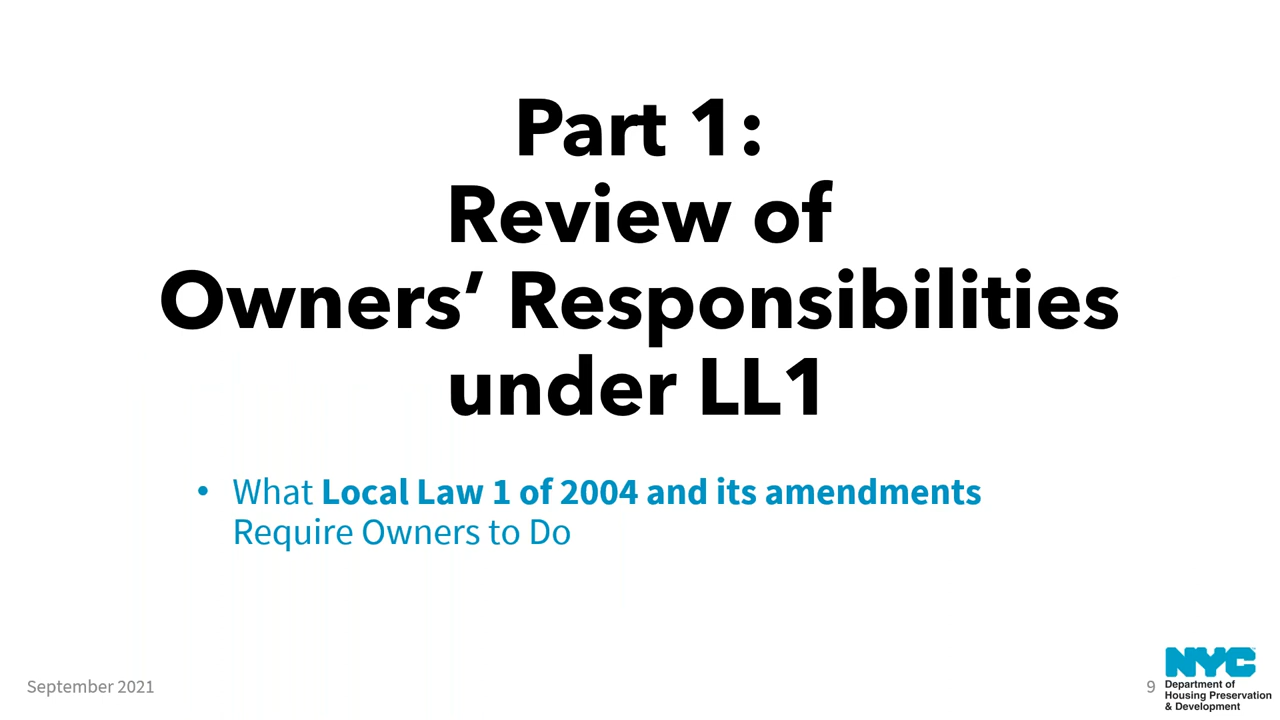 Part 1:
Review of
Owners’ Responsibilities
under LL1
• What Local Law 1 of 2004 and its amendments
Require Owners to Do
September 2021
9
NYC
Department of
Housing Preservation
& Development